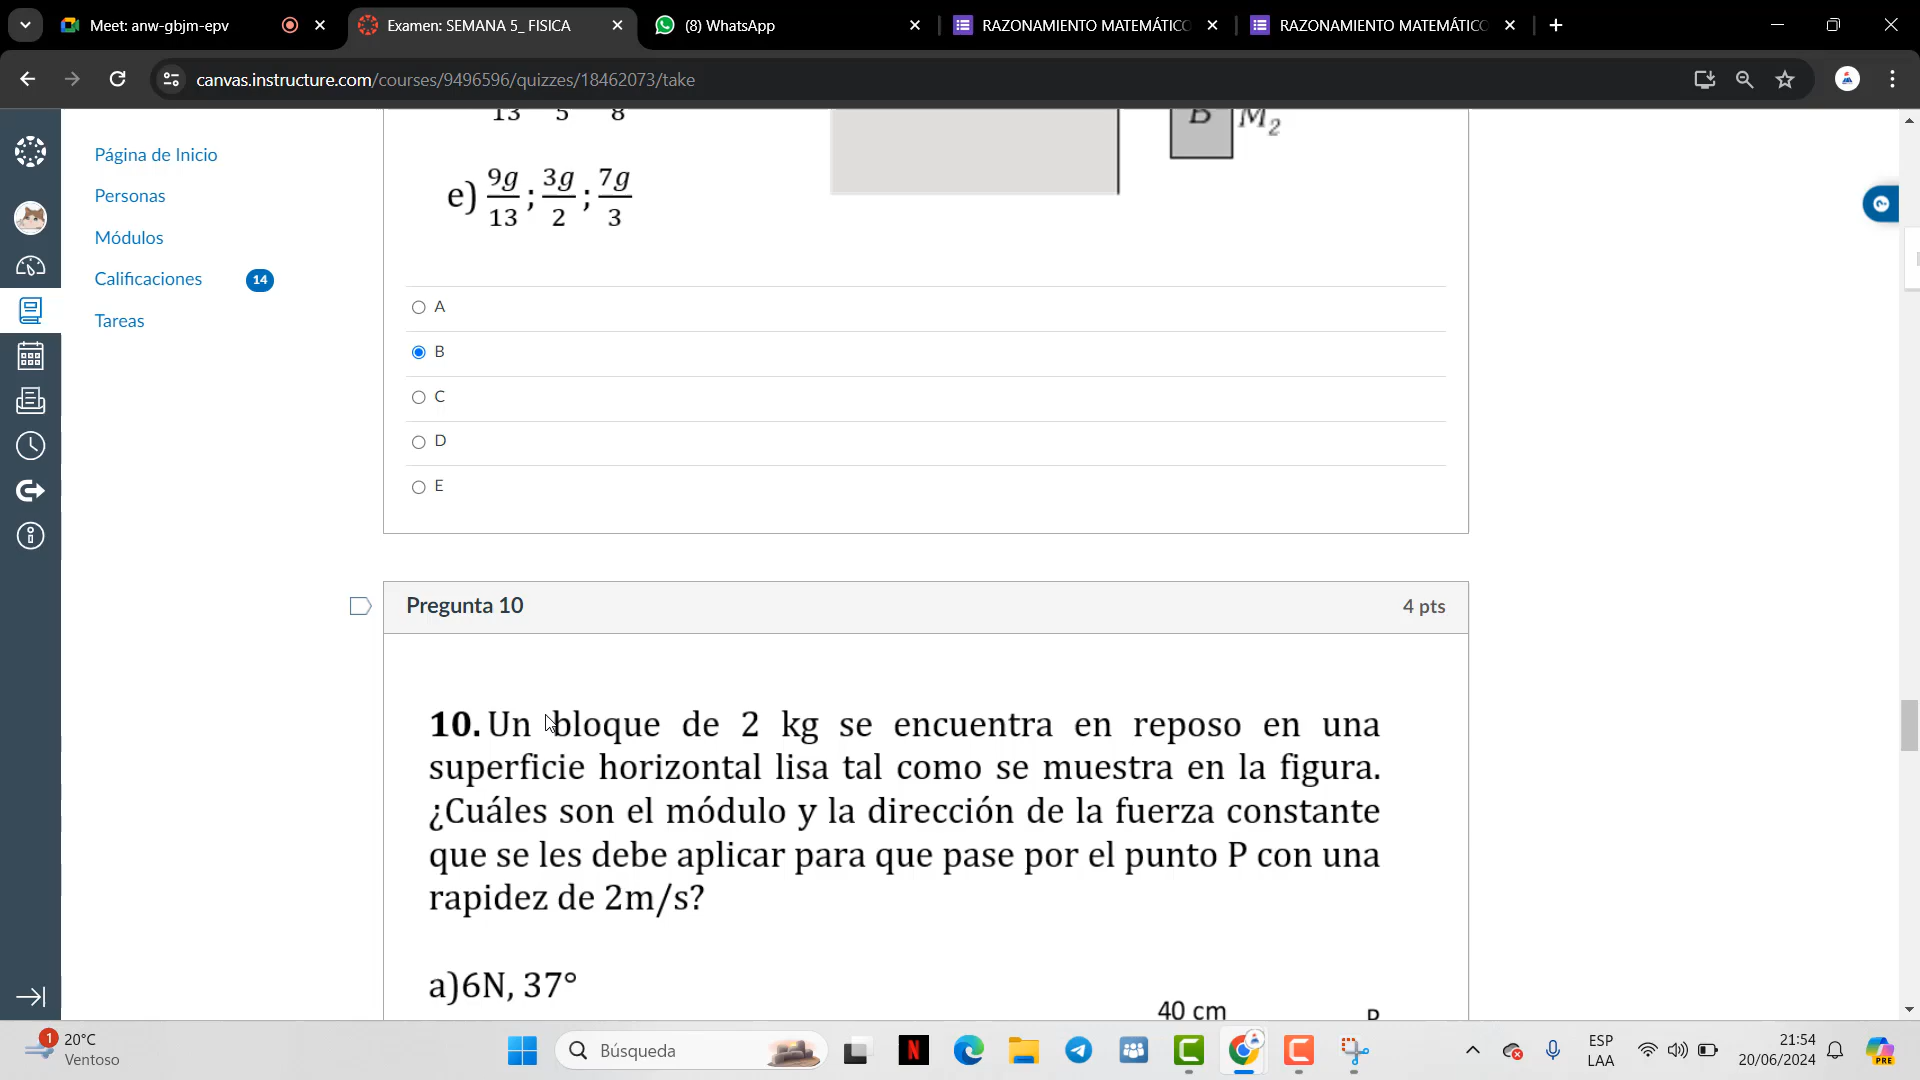 Meet: anw-gbjm-epv
Examen: SEMANA 5_ FISICA
(8) WhatsApp
RAZONAMIENTO MATEMÁTICO
RAZONAMIENTO MATEMÁTICO
canvas.instructure.com/courses/9496596/quizzes/18462073/take
Página de Inicio
Personas
Módulos
Calificaciones 14
Tareas
13 5 8
B M₂
e) 9g/13 ; 3g/2 ; 7g/3
A
B
C
D
E
Pregunta 10
4 pts
10. Un bloque de 2 kg se encuentra en reposo en una
superficie horizontal lisa tal como se muestra en la figura.
¿Cuáles son el módulo y la dirección de la fuerza constante
que se les debe aplicar para que pase por el punto P con una
rapidez de 2m/s?
a)6N, 37°
40 cm
P
1
20°C
Ventoso
Búsqueda
ESP
LAA
21:54
20/06/2024
PRE